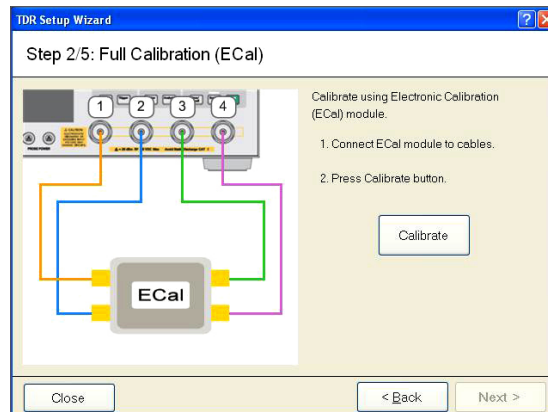 TDR Setup Wizard
Step 2/5: Full Calibration (ECal)
1 2 3 4
Calibrate using Electronic Calibration
(ECal) module.
1. Connect ECal module to cables.
2. Press Calibrate button.
Calibrate
ECal
Close
< Back
Next >